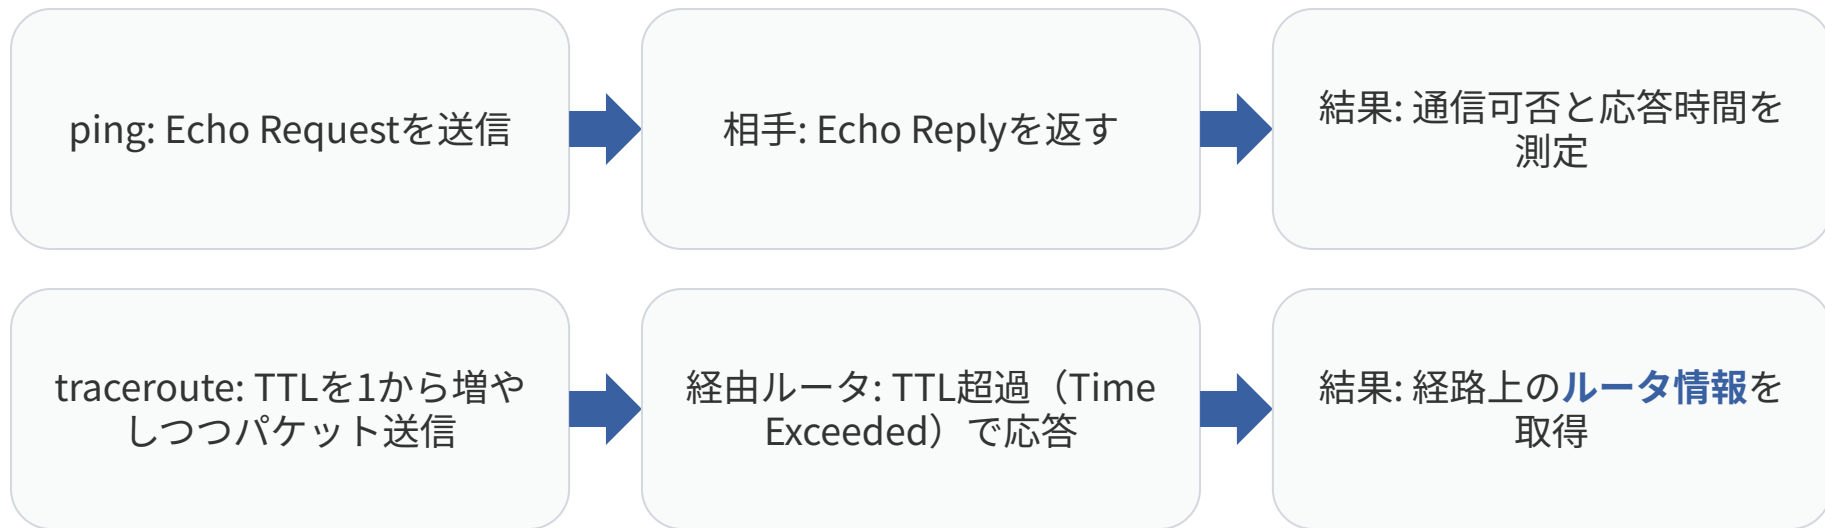 ping: Echo Requestを送信
相手: Echo Replyを返す
結果: 通信可否と応答時間を
測定
traceroute: TTLを1から増や
しつつパケット送信
経由ルータ: TTL超過（Time
Exceeded）で応答
結果: 経路上のルータ情報を
取得